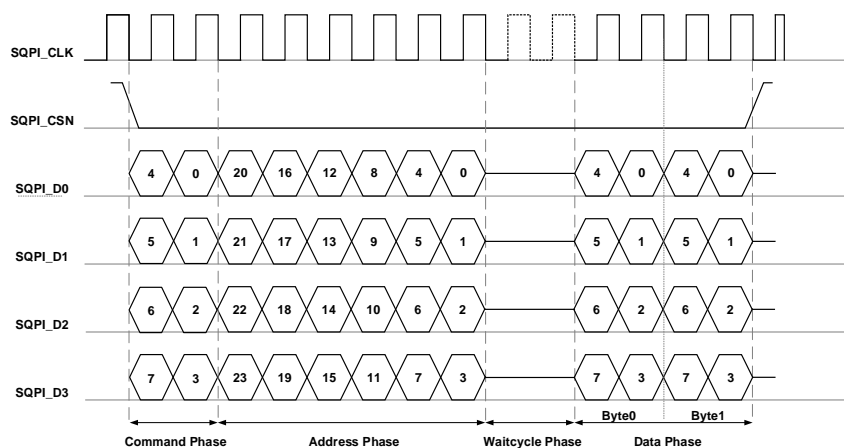 SQPI_CLK
SQPI_CSN
SQPI_D0 4 0 20 16 12 8 4 0 4 0 4 0
SQPI_D1 5 1 21 17 13 9 5 1 5 1 5 1
SQPI_D2 6 2 22 18 14 10 6 2 6 2 6 2
SQPI_D3 7 3 23 19 15 11 7 3 7 3 7 3
Byte0 Byte1
Command Phase Address Phase Waitcycle Phase Data Phase